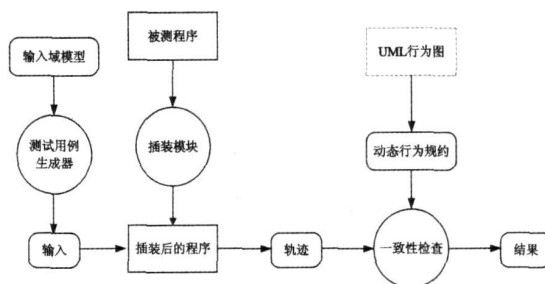 输入域模型
被测程序
UML行为图
测试用例
生成器
插装模块
动态行为规约
输入
插装后的程序
轨迹
一致性检查
结果